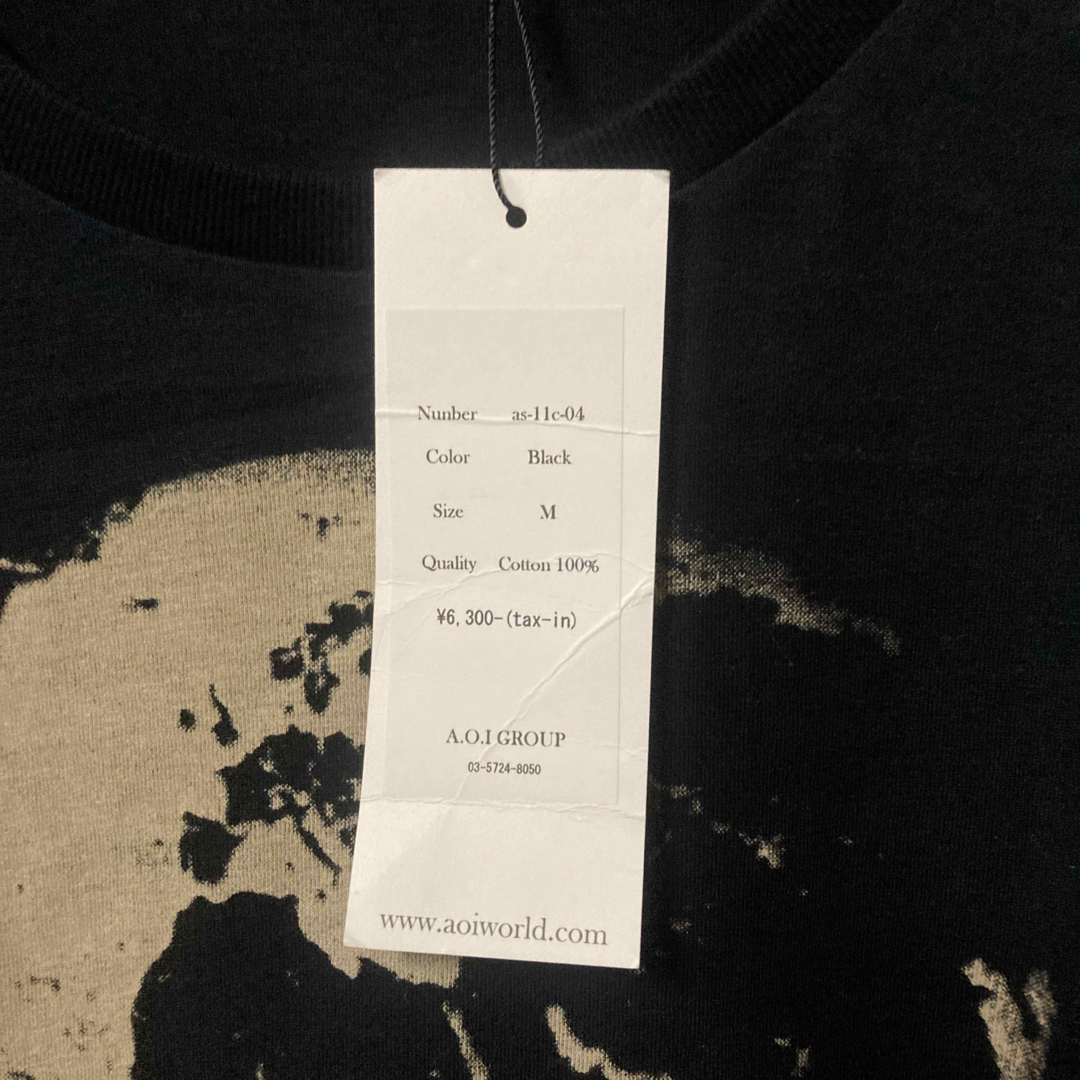 Nunber as-11c-04
Color Black
Size M
Quality Cotton 100%
¥6,300-(tax-in)
A.O.I GROUP
03-5724-8050
www.aoiworld.com